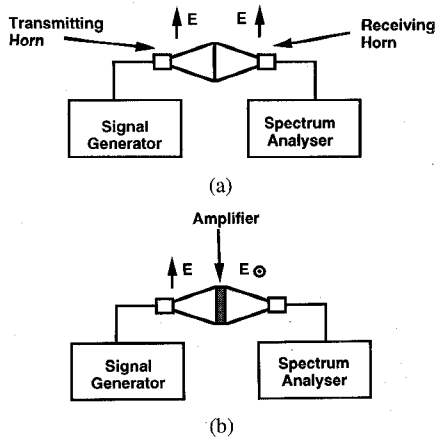 Transmitting
Horn
E
E
Receiving
Horn
Signal
Generator
Spectrum
Analyser
(a)
Amplifier
E
E
Signal
Generator
Spectrum
Analyser
(b)